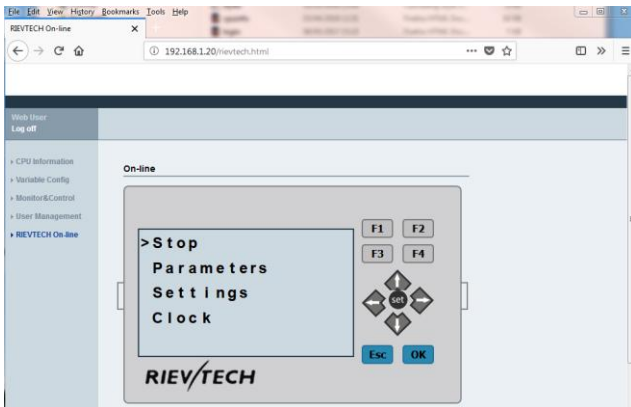 File Edit View History Bookmarks Tools Help
RIEVTECH On-line
192.168.1.20/rievtech.html
Web User
Log off
CPU Information
Variable Config
Monitor&Control
User Management
RIEVTECH On-line
On-line
F1 F2
F3 F4
>Stop
Parameters
Settings
Clock
set
Esc OK
RIEV/TECH